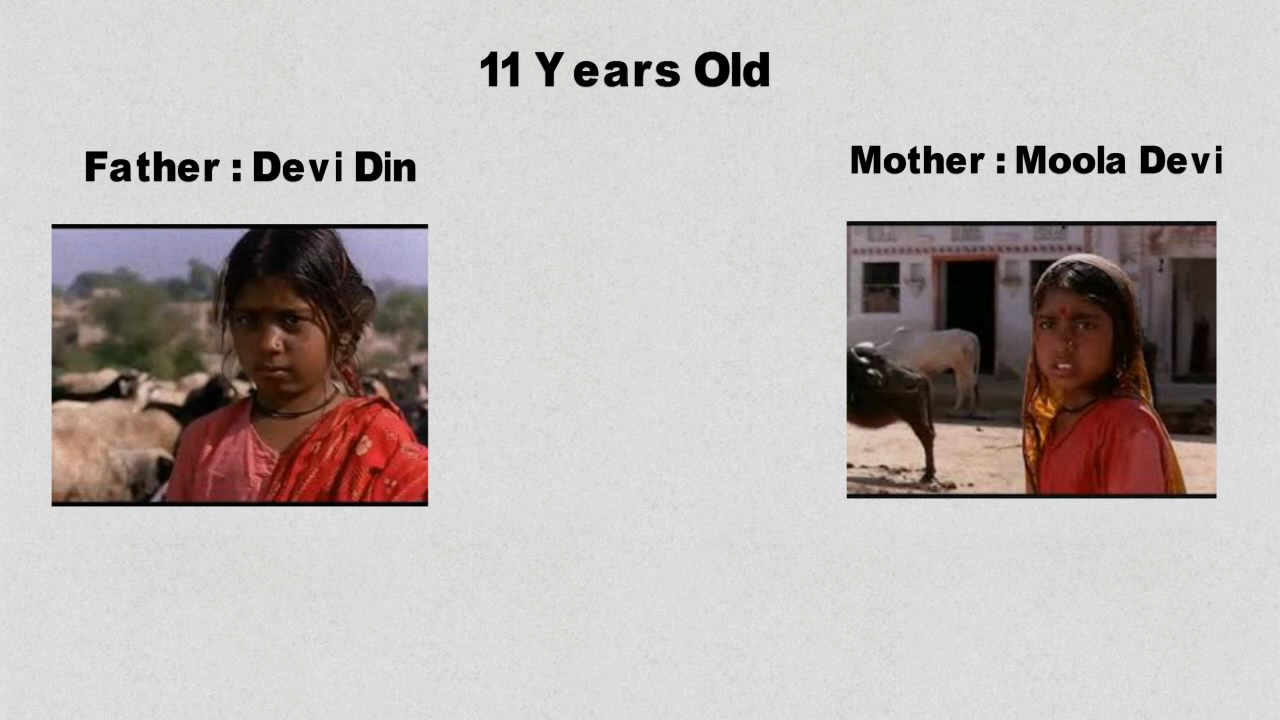 11 Years Old
Father : Devi Din
Mother : Moola Devi